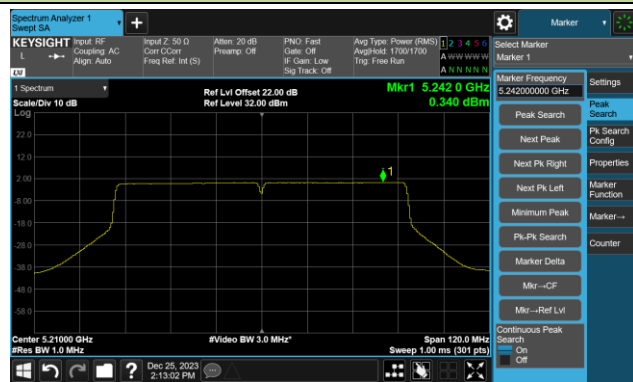 Spectrum Analyzer 1
Swept SA
Marker
KEYSIGHT
L
LXI
Input: RF
Coupling: AC
Align: Auto
Input Z: 50 Ω
Corr CCorr
Freq Ref: Int (S)
Atten: 20 dB
Preamp: Off
PNO: Fast
Gate: Off
IF Gain: Low
Sig Track: Off
Avg Type: Power (RMS)
Avg|Hold: 1700/1700
Trig: Free Run
1 2 3 4 5 6
A W W W W W
A N N N N N
Select Marker
Marker 1
1 Spectrum
Scale/Div 10 dB
Log
Ref Lvl Offset 22.00 dB
Ref Level 32.00 dBm
Mkr1 5.242 0 GHz
0.340 dBm
22.0
12.0
2.00
-8.00
-18.0
-28.0
-38.0
-48.0
-58.0
1
Center 5.21000 GHz
#Res BW 1.0 MHz
#Video BW 3.0 MHz*
Span 120.0 MHz
Sweep 1.00 ms (301 pts)
Marker Frequency
5.242000000 GHz
Peak Search
Next Peak
Next Pk Right
Next Pk Left
Minimum Peak
Pk-Pk Search
Marker Delta
Mkr→CF
Mkr→Ref Lvl
Continuous Peak
Search
On
Off
Settings
Peak
Search
Pk Search
Config
Properties
Marker
Function
Marker→
Counter
Dec 25, 2023
2:13:02 PM